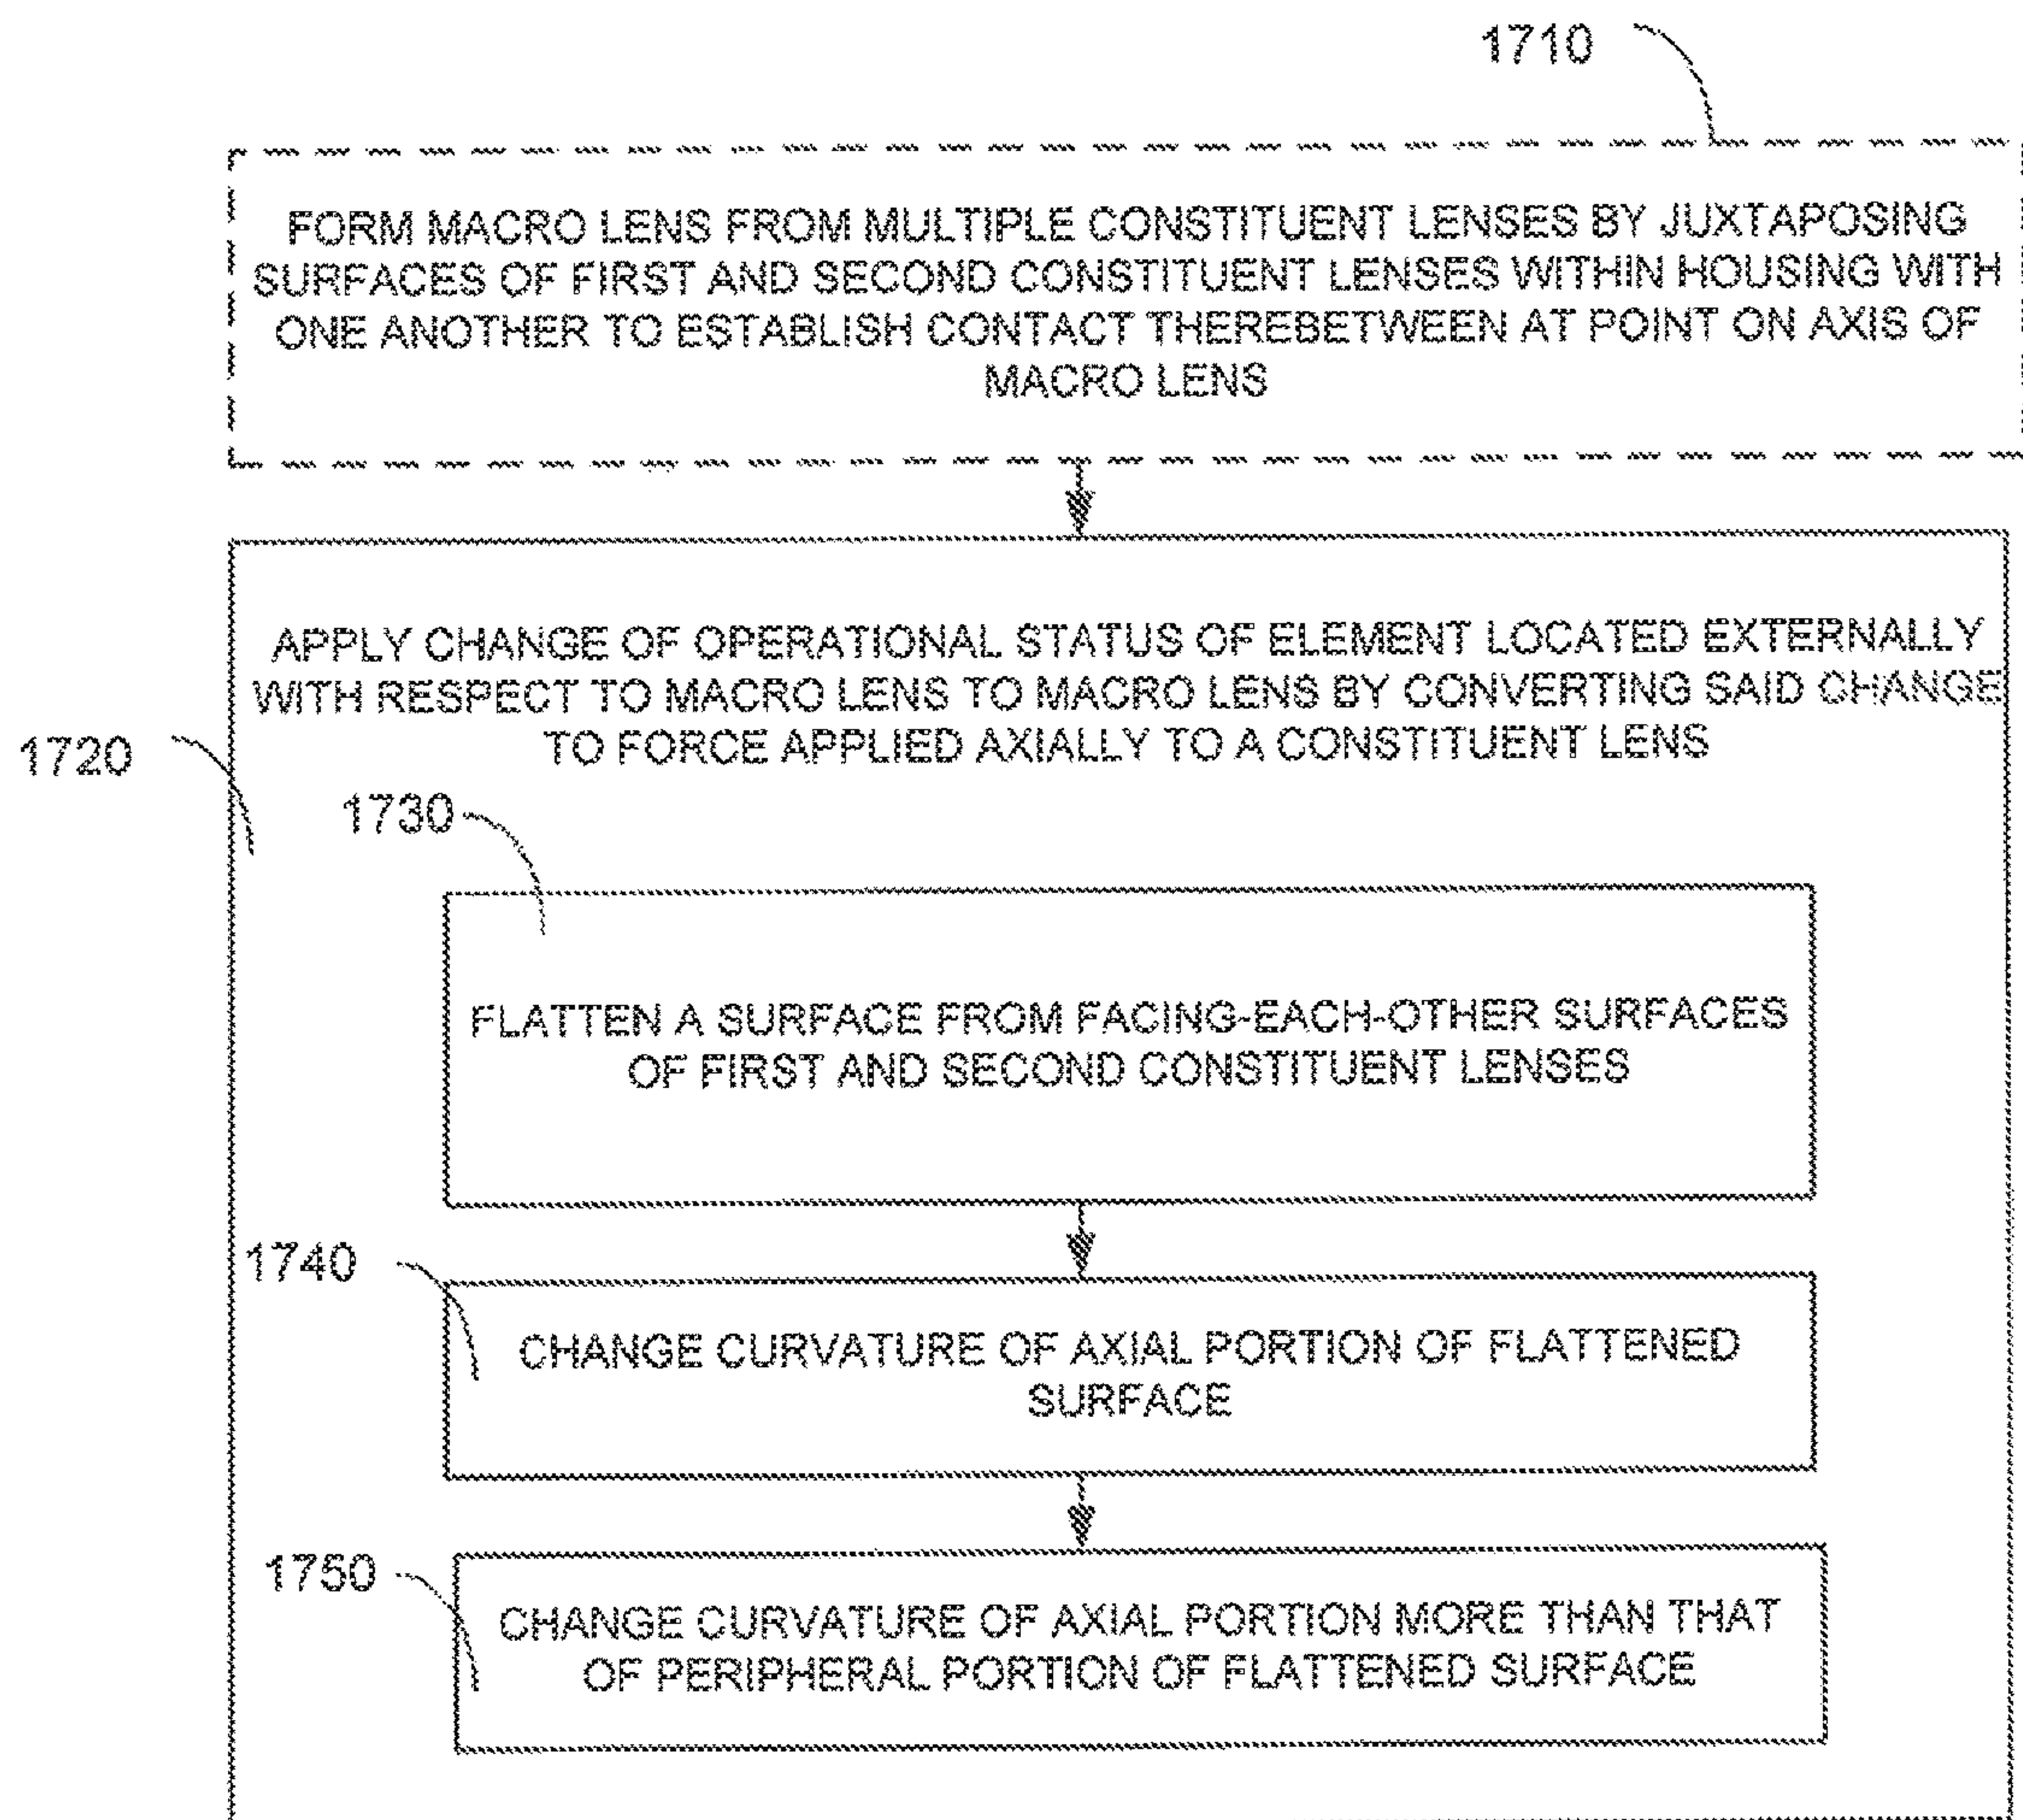 1710
FORM MACRO LENS FROM MULTIPLE CONSTITUENT LENSES BY JUXTAPOSING
SURFACES OF FIRST AND SECOND CONSTITUENT LENSES WITHIN HOUSING WITH
ONE ANOTHER TO ESTABLISH CONTACT THEREBETWEEN AT POINT ON AXIS OF
MACRO LENS
APPLY CHANGE OF OPERATIONAL STATUS OF ELEMENT LOCATED EXTERNALLY
WITH RESPECT TO MACRO LENS TO MACRO LENS BY CONVERTING SAID CHANGE
TO FORCE APPLIED AXIALLY TO A CONSTITUENT LENS
1720
1730
FLATTEN A SURFACE FROM FACING-EACH-OTHER SURFACES
OF FIRST AND SECOND CONSTITUENT LENSES
1740
CHANGE CURVATURE OF AXIAL PORTION OF FLATTENED
SURFACE
1750
CHANGE CURVATURE OF AXIAL PORTION MORE THAN THAT
OF PERIPHERAL PORTION OF FLATTENED SURFACE